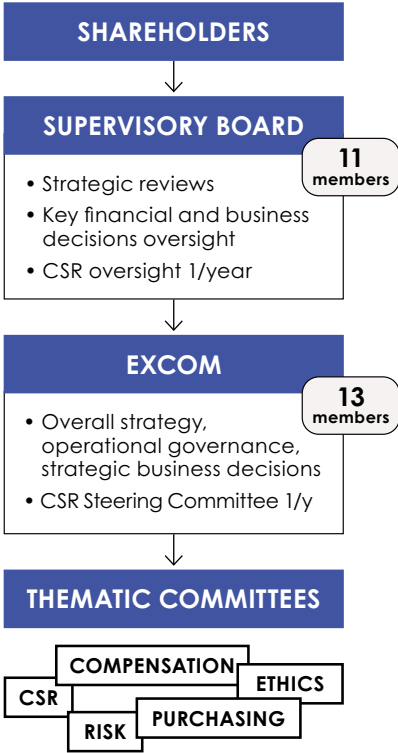 SHAREHOLDERS
SUPERVISORY BOARD
11
members
• Strategic reviews
• Key financial and business
decisions oversight
• CSR oversight 1/year
EXCOM
13
members
• Overall strategy,
operational governance,
strategic business decisions
• CSR Steering Committee 1/y
THEMATIC COMMITTEES
COMPENSATION
ETHICS
CSR
PURCHASING
RISK